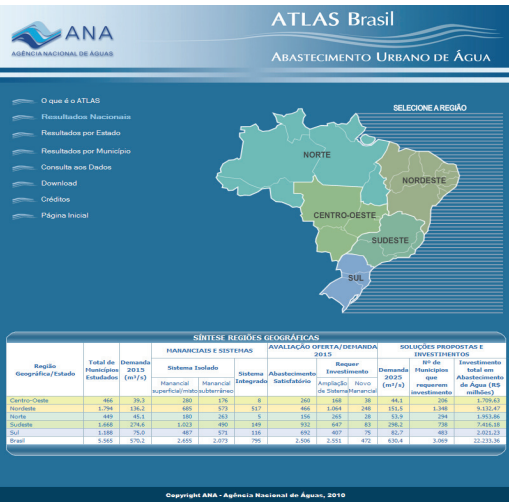 ANA
AGÊNCIA NACIONAL DE ÁGUAS
ATLAS Brasil
ABASTECIMENTO URBANO DE ÁGUA
O que é o ATLAS
Resultados Nacionais
Resultados por Estado
Resultados por Município
Consulta aos Dados
Download
Créditos
Página Inicial
SELECIONE A REGIÃO
NORTE
NORDESTE
CENTRO-OESTE
SUDESTE
SUL
SÍNTESE REGIÕES GEOGRÁFICAS
Região Geográfica/Estado
Total de Municípios Estudados
Demanda 2015 (m³/s)
MANANCIAIS E SISTEMAS
AVALIAÇÃO OFERTA/DEMANDA 2015
SOLUÇÕES PROPOSTAS E INVESTIMENTOS
Sistema Isolado
Sistema Integrado
Abastecimento Satisfatório
Requer Investimento
Demanda 2025 (m³/s)
Nº de Municípios que requerem investimento
Investimento total em Abastecimento de Água (R$ milhões)
Manancial superficial/misto
Manancial subterrâneo
Ampliação de Sistema
Novo Manancial
Centro-Oeste 466 39,3 280 176 8 260 168 38 44,1 206 1.709,63
Nordeste 1.794 136,2 685 573 517 466 1.064 248 151,5 1.348 9.132,47
Norte 449 45,1 180 263 5 156 265 28 53,9 294 1.953,86
Sudeste 1.668 274,6 1.023 490 149 932 647 83 298,2 738 7.416,18
Sul 1.188 75,0 487 571 116 692 407 75 82,7 483 2.021,23
Brasil 5.565 570,2 2.655 2.073 795 2.506 2.551 472 630,4 3.069 22.233,36
Copyright ANA - Agência Nacional de Águas, 2010